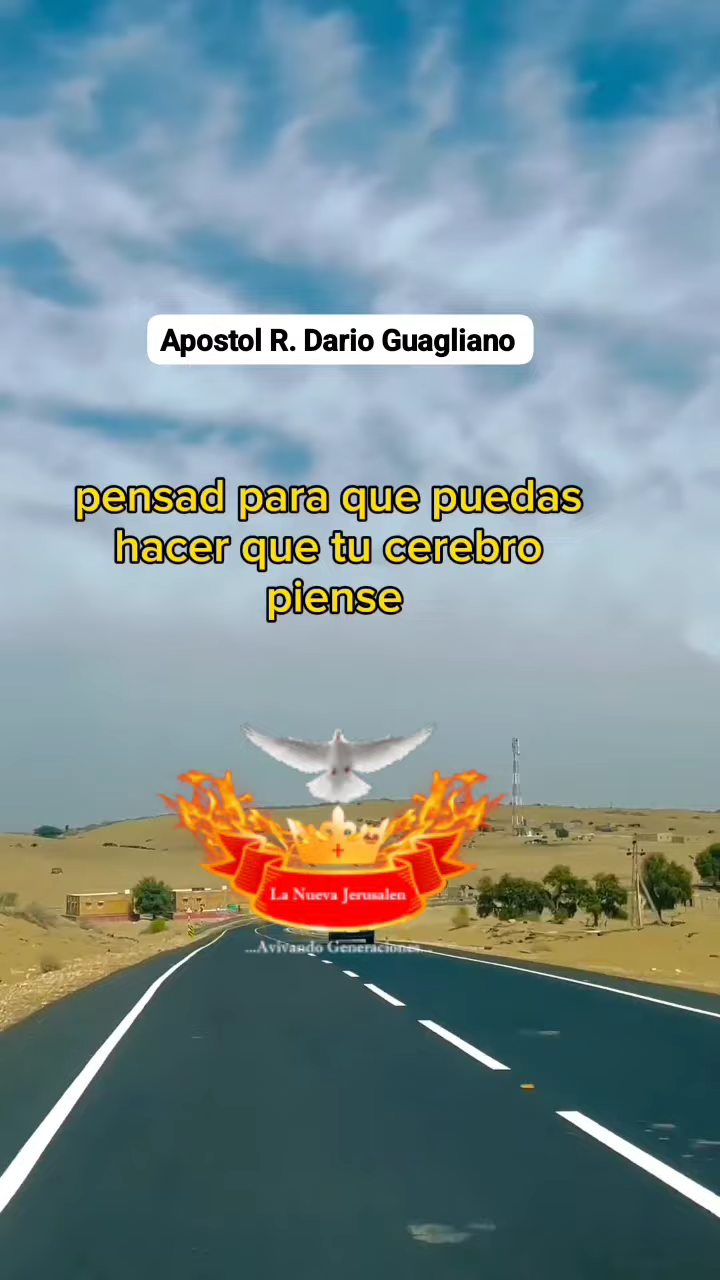 Apostol R. Dario Guagliano
pensad para que puedas
hacer que tu cerebro
piense
La Nueva Jerusalen
...Avivando Generaciones...